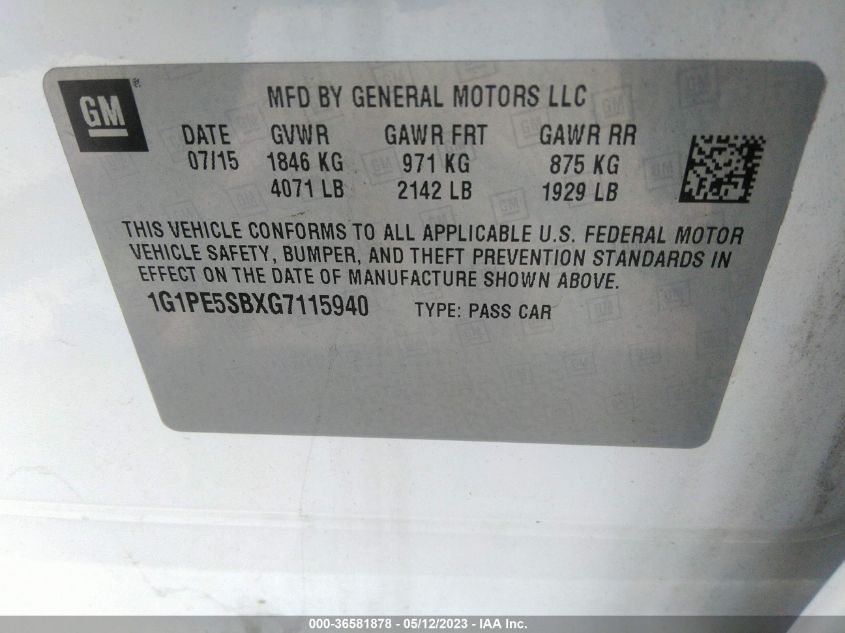 GM
MFD BY GENERAL MOTORS LLC
DATE GVWR GAWR FRT GAWR RR
07/15 1846 KG 971 KG 875 KG
4071 LB 2142 LB 1929 LB
THIS VEHICLE CONFORMS TO ALL APPLICABLE U.S. FEDERAL MOTOR
VEHICLE SAFETY, BUMPER, AND THEFT PREVENTION STANDARDS IN
EFFECT ON THE DATE OF MANUFACTURE SHOWN ABOVE.
1G1PE5SBXG7115940 TYPE: PASS CAR
000-36581878 - 05/12/2023 - IAA Inc.